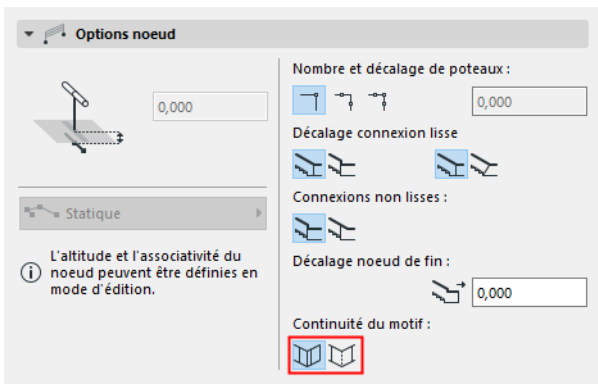 Options noeud
0,000
Statique
L'altitude et l'associativité du
noeud peuvent être définies en
mode d'édition.
Nombre et décalage de poteaux :
0,000
Décalage connexion lisse
Connexions non lisses :
Décalage noeud de fin :
0,000
Continuité du motif :